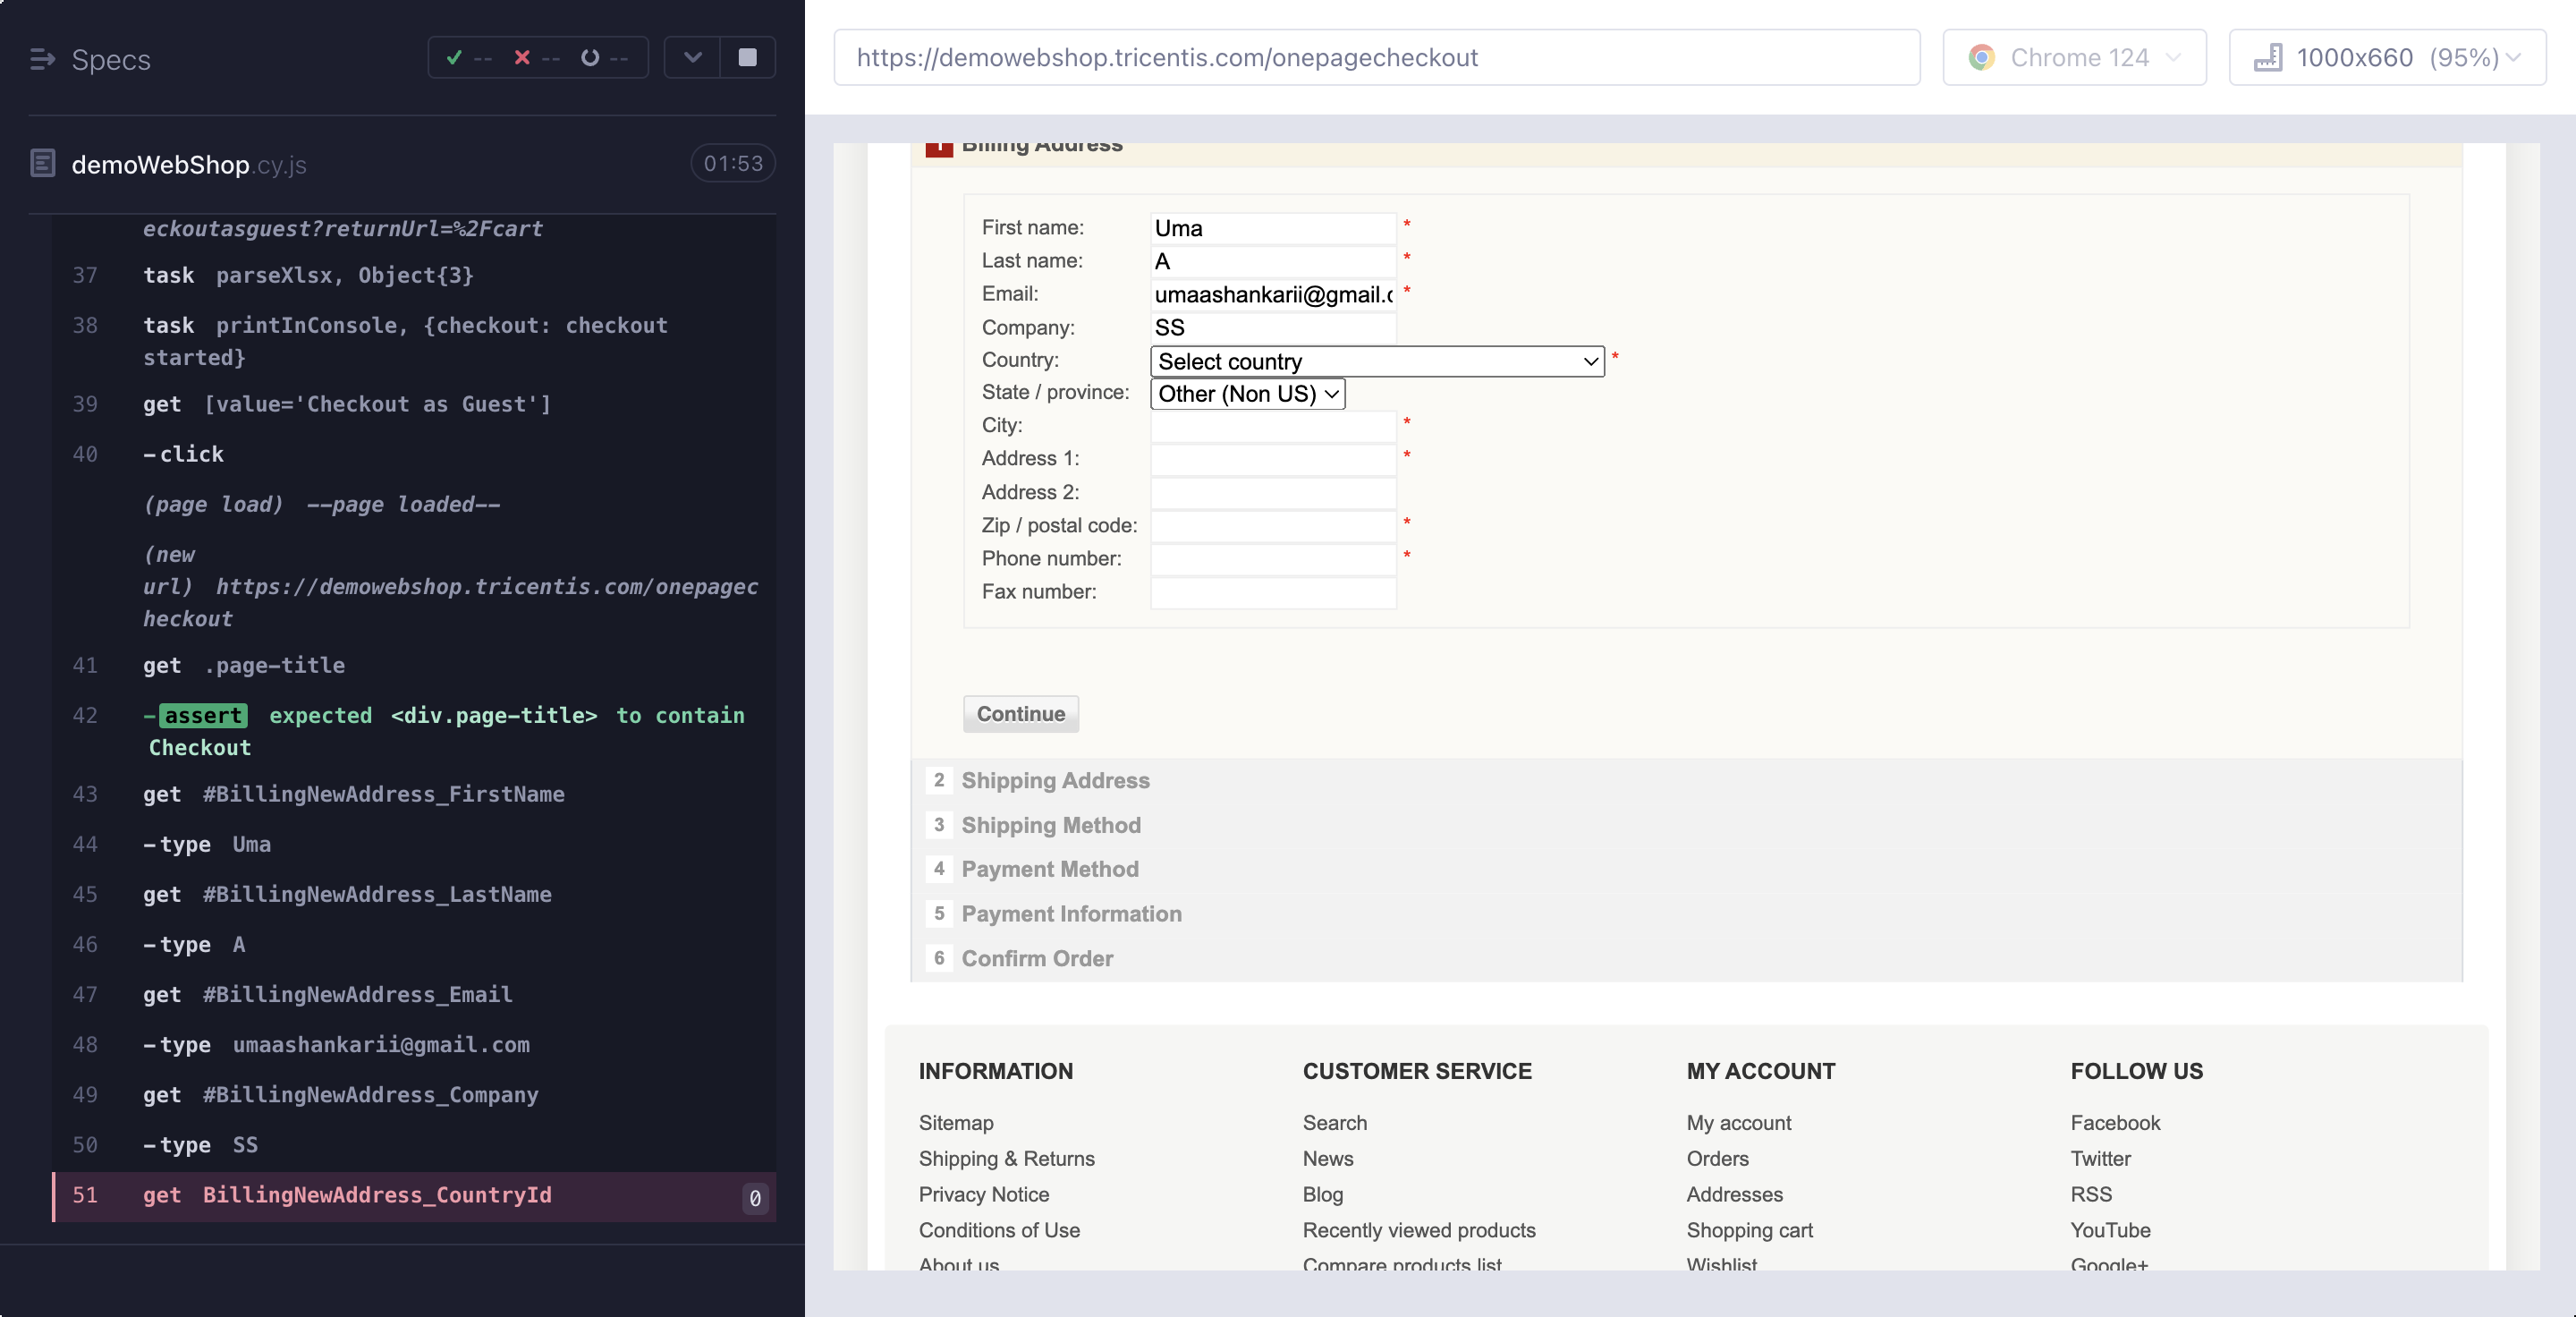 Specs
-- -- --
demoWebShop.cy.js 01:53
eckoutasguest?returnUrl=%2Fcart
37 task parseXlsx, Object{3}
38 task printInConsole, {checkout: checkout
started}
39 get [value='Checkout as Guest']
40 -click
(page load) --page loaded--
(new
url) https://demowebshop.tricentis.com/onepagec
heckout
41 get .page-title
42 -assert expected <div.page-title> to contain
Checkout
43 get #BillingNewAddress_FirstName
44 -type Uma
45 get #BillingNewAddress_LastName
46 -type A
47 get #BillingNewAddress_Email
48 -type umaashankarii@gmail.com
49 get #BillingNewAddress_Company
50 -type SS
51 get BillingNewAddress_CountryId 0
https://demowebshop.tricentis.com/onepagecheckout
Chrome 124
1000x660 (95%)
1 Billing Address
First name: Uma *
Last name: A *
Email: umaashankarii@gmail.c *
Company: SS
Country: Select country *
State / province: Other (Non US)
City: *
Address 1: *
Address 2:
Zip / postal code: *
Phone number: *
Fax number:
Continue
2 Shipping Address
3 Shipping Method
4 Payment Method
5 Payment Information
6 Confirm Order
INFORMATION
Sitemap
Shipping & Returns
Privacy Notice
Conditions of Use
About us
CUSTOMER SERVICE
Search
News
Blog
Recently viewed products
Compare products list
MY ACCOUNT
My account
Orders
Addresses
Shopping cart
Wishlist
FOLLOW US
Facebook
Twitter
RSS
YouTube
Google+